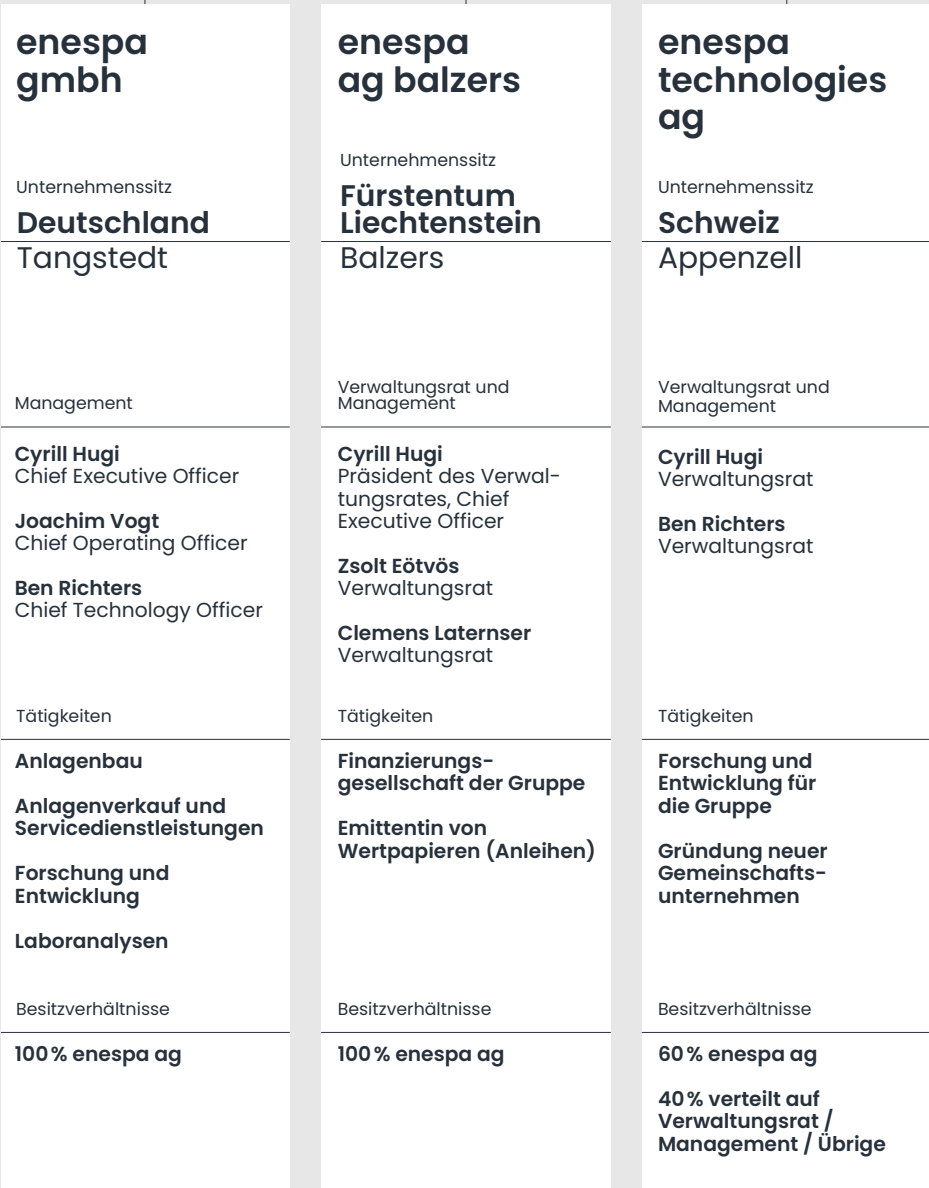 enespa
gmbh
Unternehmenssitz
Deutschland
Tangstedt
Management
Cyrill Hugi
Chief Executive Officer
Joachim Vogt
Chief Operating Officer
Ben Richters
Chief Technology Officer
Tätigkeiten
Anlagenbau
Anlagenverkauf und
Servicedienstleistungen
Forschung und
Entwicklung
Laboranalysen
Besitzverhältnisse
100 % enespa ag
enespa
ag balzers
Unternehmenssitz
Fürstentum
Liechtenstein
Balzers
Verwaltungsrat und
Management
Cyrill Hugi
Präsident des Verwal-
tungsrates, Chief
Executive Officer
Zsolt Eötvös
Verwaltungsrat
Clemens Laternser
Verwaltungsrat
Tätigkeiten
Finanzierungs-
gesellschaft der Gruppe
Emittentin von
Wertpapieren (Anleihen)
Besitzverhältnisse
100 % enespa ag
enespa
technologies
ag
Unternehmenssitz
Schweiz
Appenzell
Verwaltungsrat und
Management
Cyrill Hugi
Verwaltungsrat
Ben Richters
Verwaltungsrat
Tätigkeiten
Forschung und
Entwicklung für
die Gruppe
Gründung neuer
Gemeinschafts-
unternehmen
Besitzverhältnisse
60 % enespa ag
40 % verteilt auf
Verwaltungsrat /
Management / Übrige